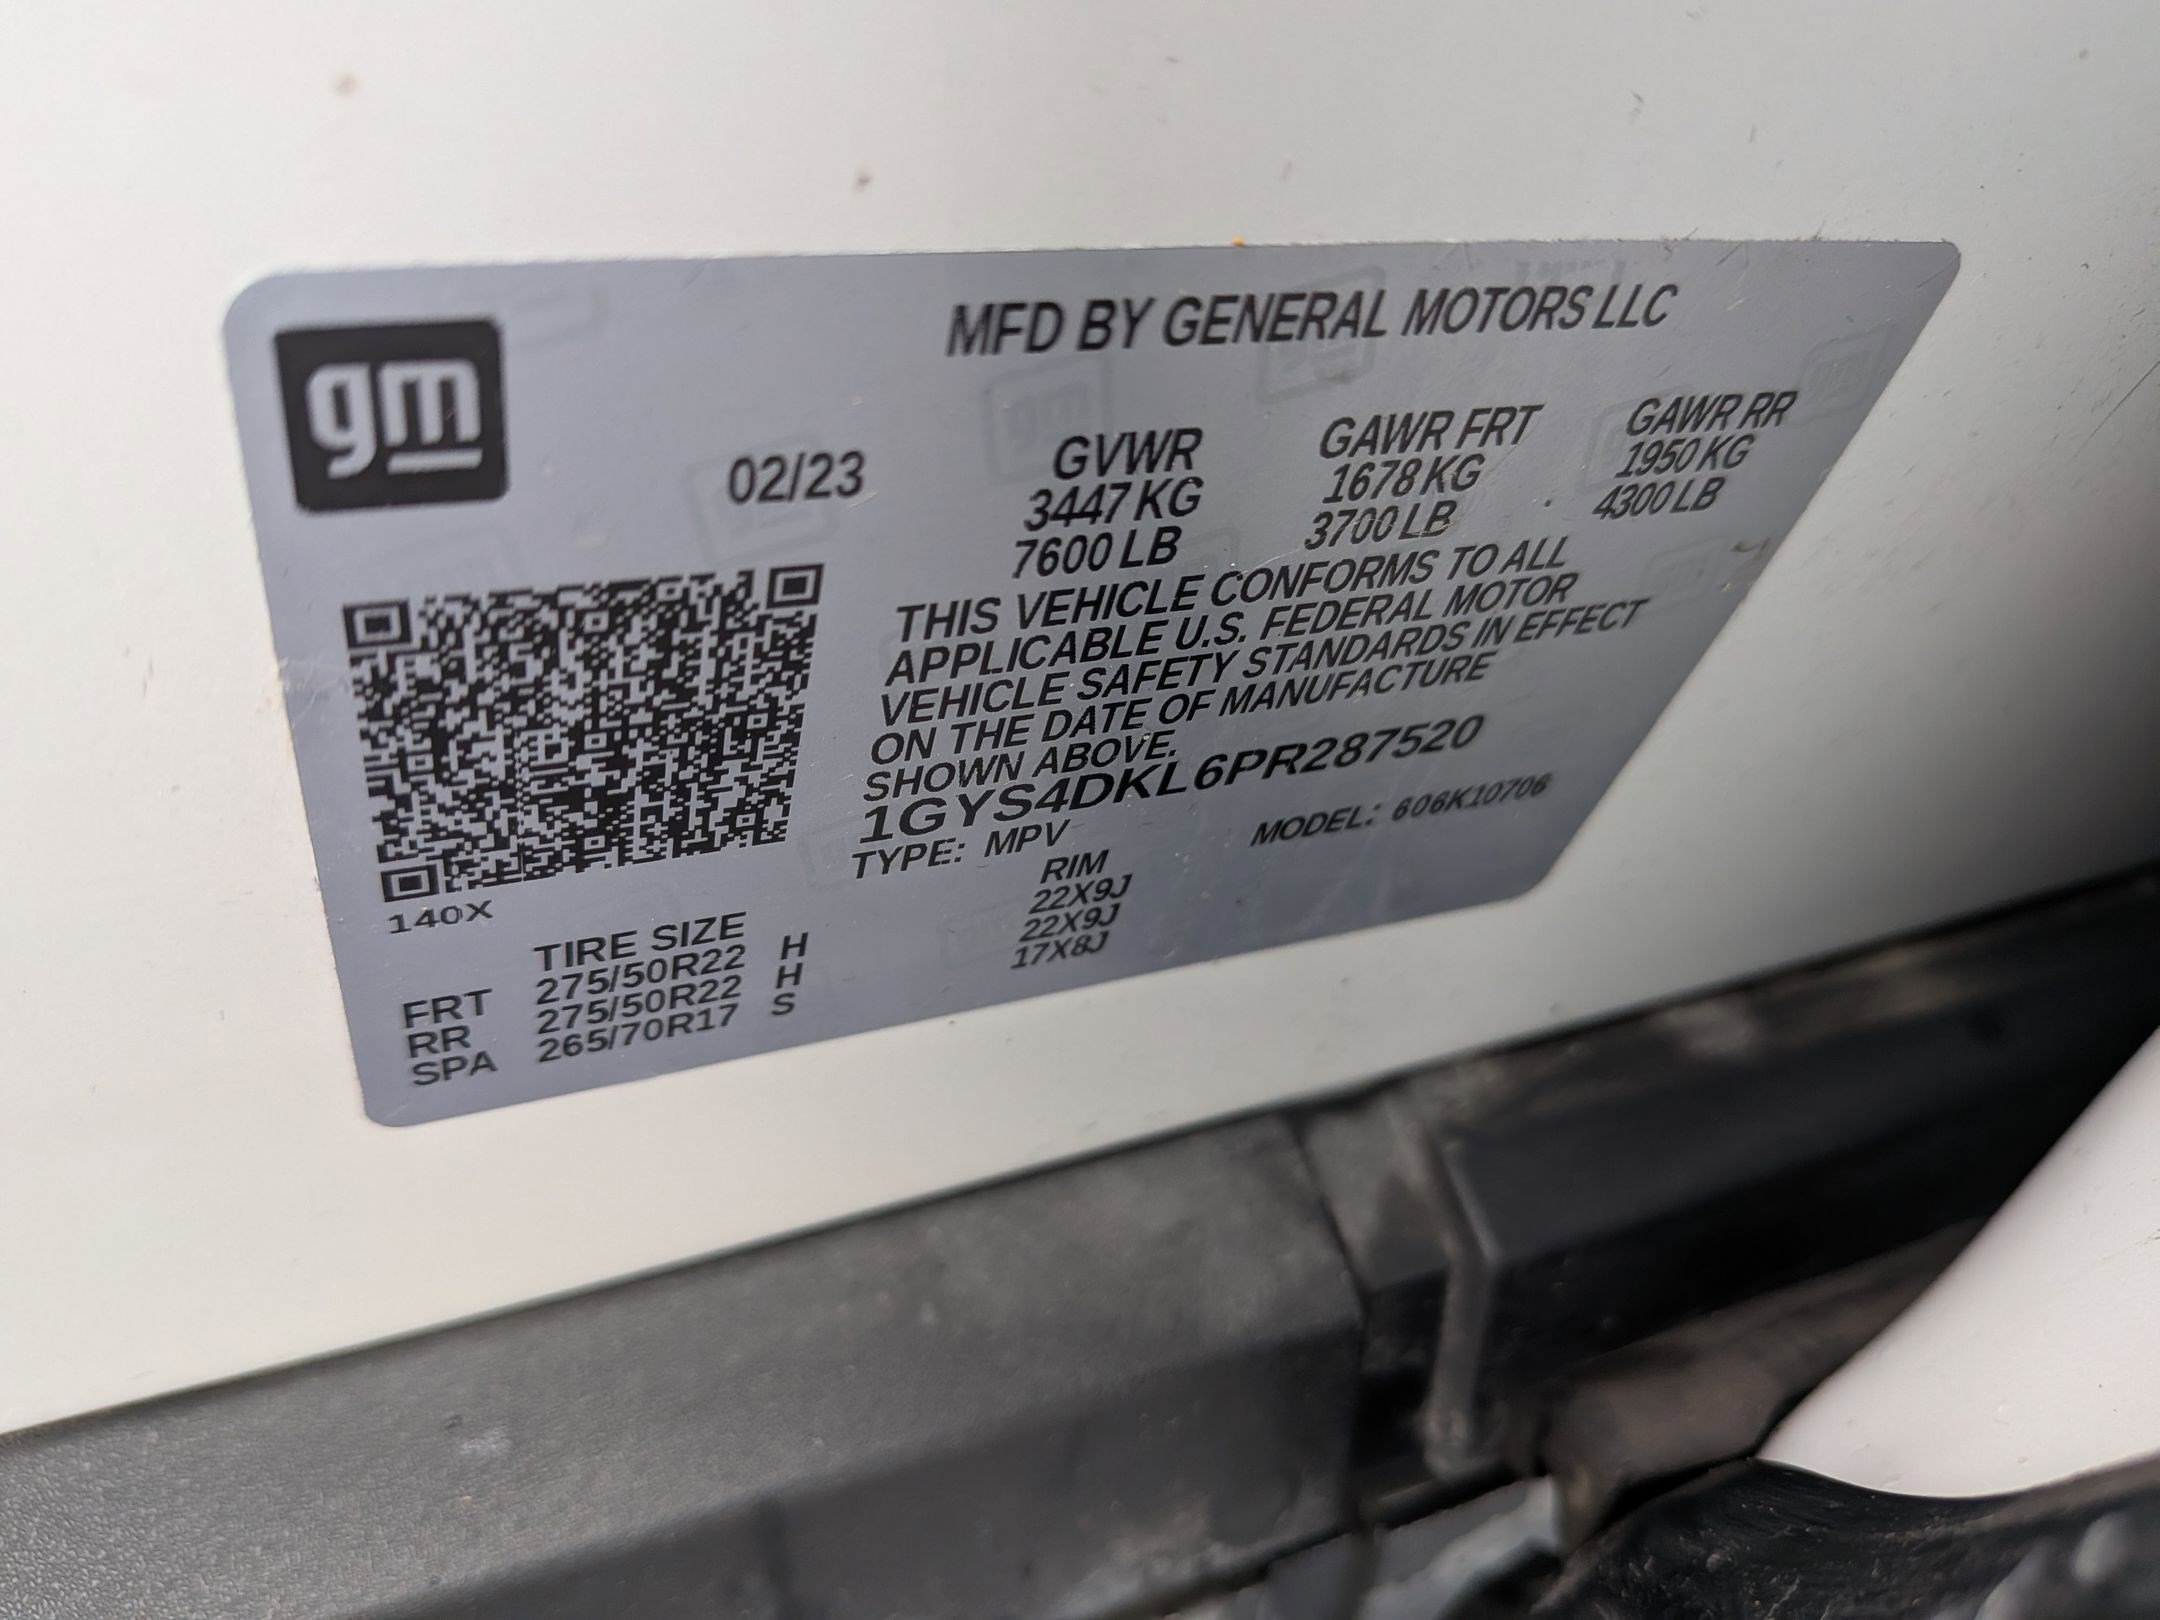 gm
MFD BY GENERAL MOTORS LLC
02/23
GVWR GAWR FRT GAWR RR
3447 KG 1678 KG 1950 KG
7600 LB 3700 LB 4300 LB
THIS VEHICLE CONFORMS TO ALL
APPLICABLE U.S. FEDERAL MOTOR
VEHICLE SAFETY STANDARDS IN EFFECT
ON THE DATE OF MANUFACTURE
SHOWN ABOVE.
1GYS4DKL6PR287520
TYPE: MPV MODEL: 606K10706
140X
TIRE SIZE RIM
FRT 275/50R22 H 22X9J
RR 275/50R22 H 22X9J
SPA 265/70R17 S 17X8J